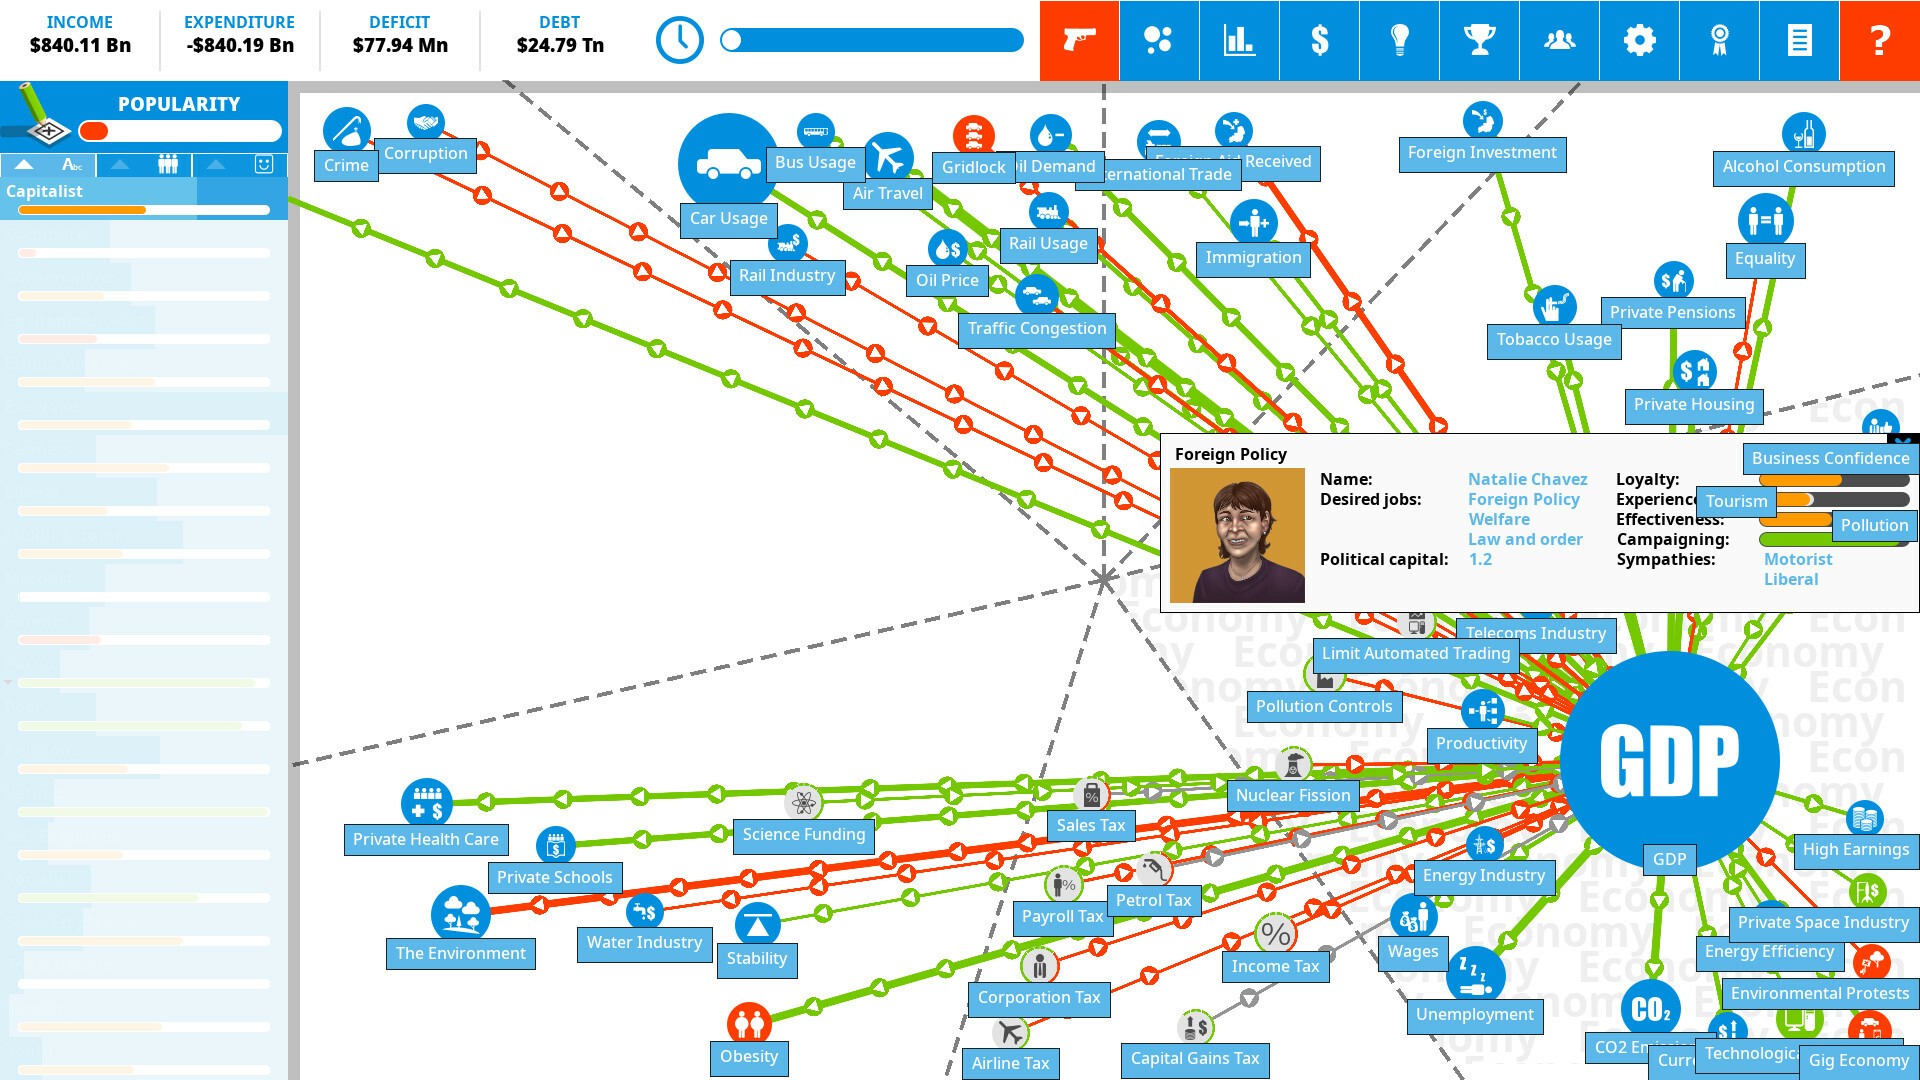 INCOME
$840.11 Bn
EXPENDITURE
-$840.19 Bn
DEFICIT
$77.94 Mn
DEBT
$24.79 Tn
?
POPULARITY
Abc
Capitalist
Crime
Corruption
Car Usage
Bus Usage
Air Travel
Gridlock
Demand
Trade
Received
Foreign Investment
Alcohol Consumption
Rail Industry
Oil Price
Rail Usage
Immigration
Equality
Traffic Congestion
Tobacco Usage
Private Pensions
Private Housing
Foreign Policy
Name:
Natalie Chavez
Desired jobs:
Foreign Policy
Welfare
Law and order
Political capital:
1.2
Loyalty:
Effectiveness:
Campaigning:
Sympathies:
Motorist
Liberal
Business Confidence
Tourism
Pollution
Telecoms Industry
Limit Automated Trading
Pollution Controls
Productivity
GDP
GDP
Private Health Care
Science Funding
Sales Tax
Nuclear Fission
Private Schools
Payroll Tax
Petrol Tax
Energy Industry
High Earnings
The Environment
Water Industry
Stability
Income Tax
Wages
Private Space Industry
Energy Efficiency
Corporation Tax
Unemployment
Environmental Protests
Obesity
Airline Tax
Capital Gains Tax
CO2
CO2
Gig Economy
Economy